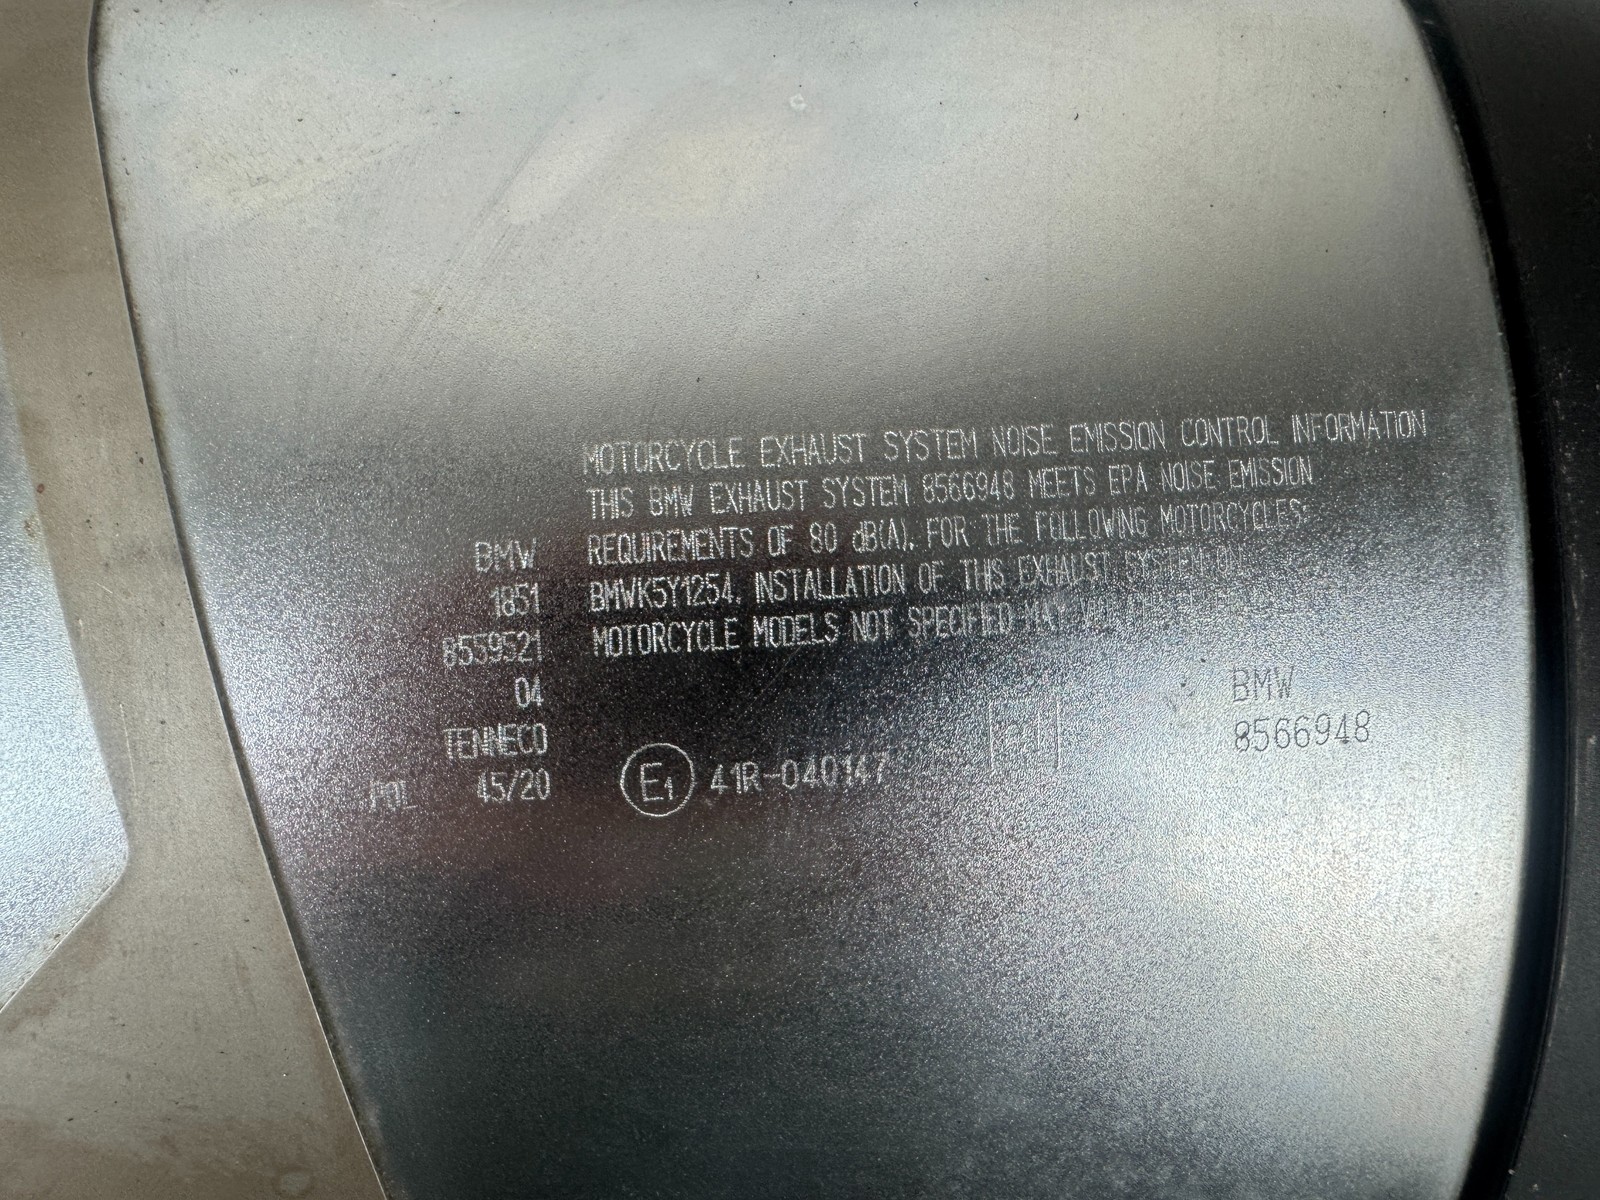 MOTORCYCLE EXHAUST SYSTEM NOISE EMISSION CONTROL INFORMATION
THIS BMW EXHAUST SYSTEM 8566948 MEETS EPA NOISE EMISSION
REQUIREMENTS OF 80 dB(A). FOR THE FOLLOWING MOTORCYCLES:
BMWK5Y1254. INSTALLATION OF THIS EXHAUST SYSTEM ON
MOTORCYCLE MODELS NOT SPECIFIED MAY
BMW
1851
8559521
04
TENNECO
45/20
E1 41R-040147
BMW
8566948